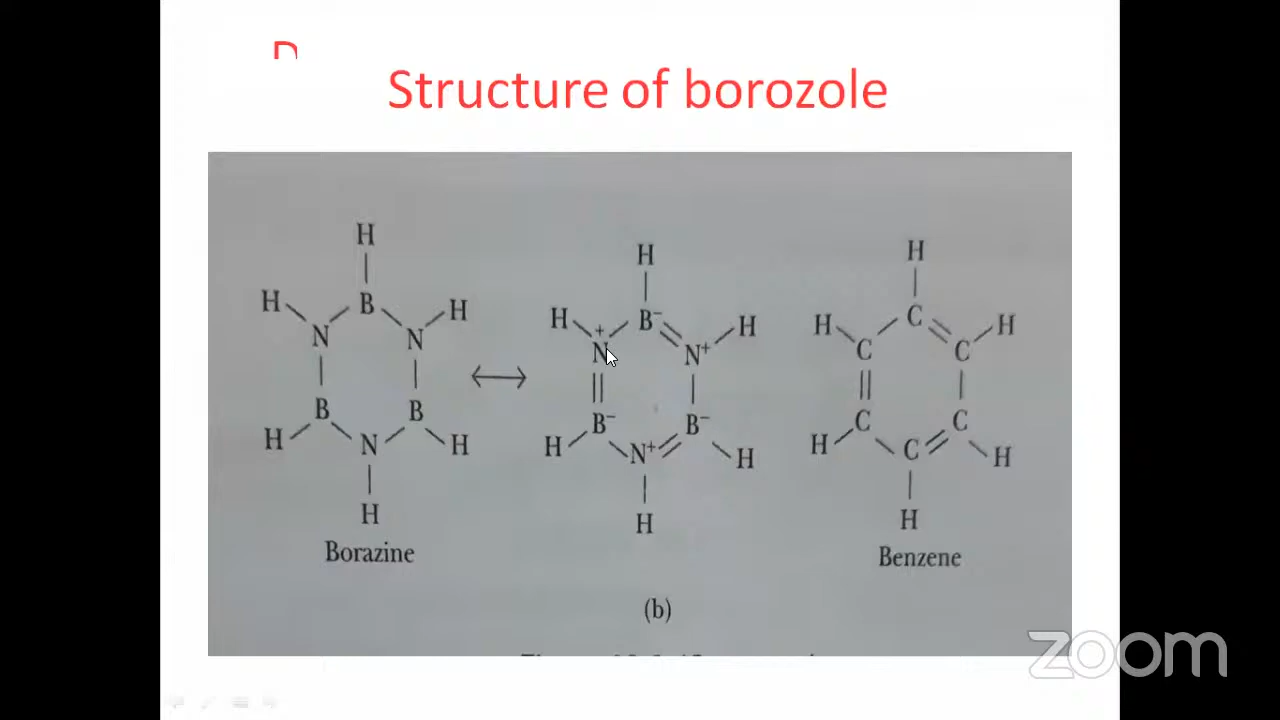 Structure of borozole
H
H B H
N N
B B
H N H
H
Borazine
H
H + B⁻ H
N N⁺
B⁻ B⁻
H N⁺ H
H
H
H C H
C C
C C
H C H
H
Benzene
(b)
zoom